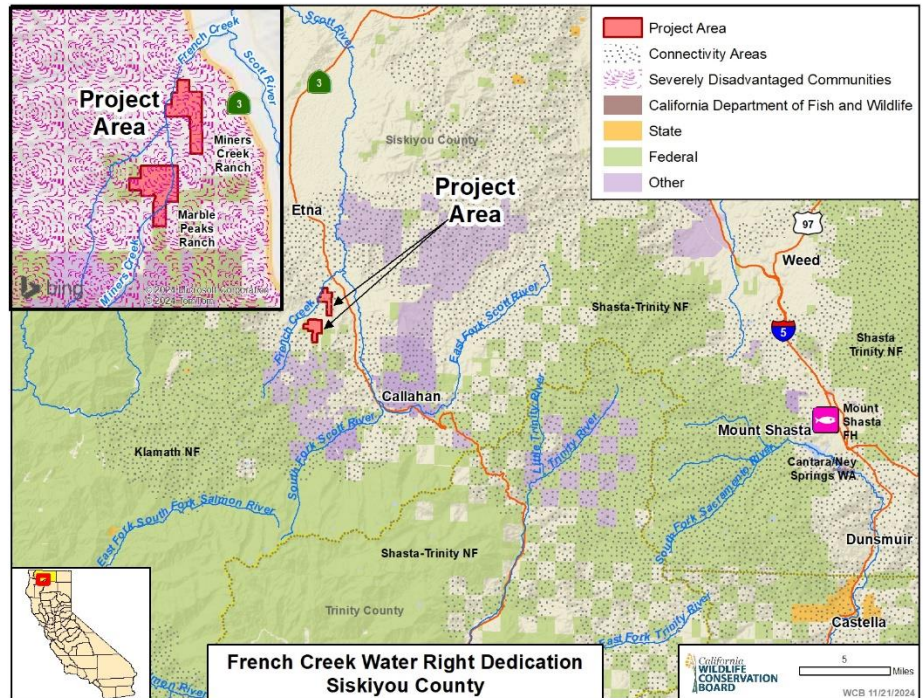 French Creek
Scott River
3
Project
Area
Miners
Creek
Ranch
Marble
Peaks
Ranch
Miners Creek
bing
© 2024 TomTom
Scott River
3
Siskiyou County
Project
Area
Etna
French Creek
East Fork Scott River
Callahan
South Fork Scott River
Klamath NF
East Fork South Fork Salmon River
Shasta-Trinity NF
Little Trinity River
Trinity River
Shasta-Trinity NF
Trinity County
East Fork Trinity River
South Fork Sacramento River
97
Weed
5
Shasta
Trinity NF
Mount Shasta
Mount
Shasta
FH
Cantara/Ney
Springs WA
Dunsmuir
Castella
Project Area
Connectivity Areas
Severely Disadvantaged Communities
California Department of Fish and Wildlife
State
Federal
Other
French Creek Water Right Dedication
Siskiyou County
California
WILDLIFE
CONSERVATION
BOARD
5
Miles
WCB 11/21/2024